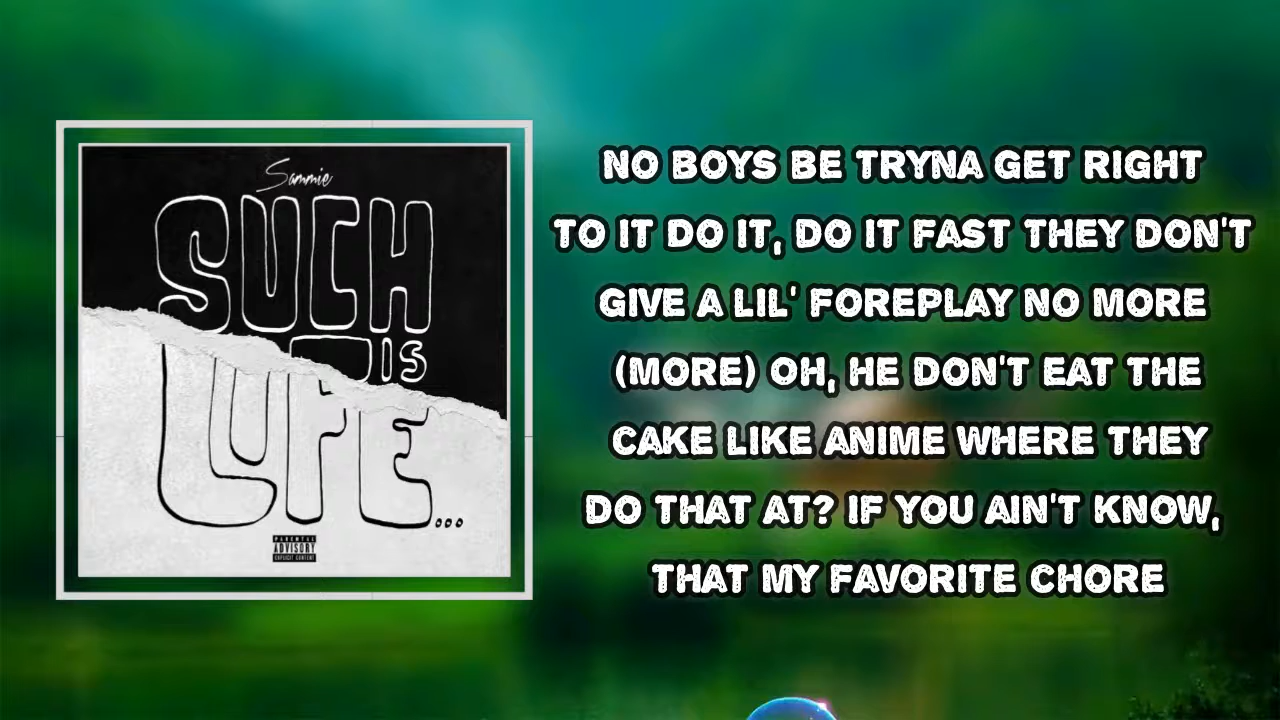 Sammie
SUCH
IS
LIFE...
PARENTAL
ADVISORY
EXPLICIT CONTENT
NO BOYS BE TRYNA GET RIGHT
TO IT DO IT, DO IT FAST THEY DON'T
GIVE A LIL' FOREPLAY NO MORE
(MORE) OH, HE DON'T EAT THE
CAKE LIKE ANIME WHERE THEY
DO THAT AT? IF YOU AIN'T KNOW,
THAT MY FAVORITE CHORE